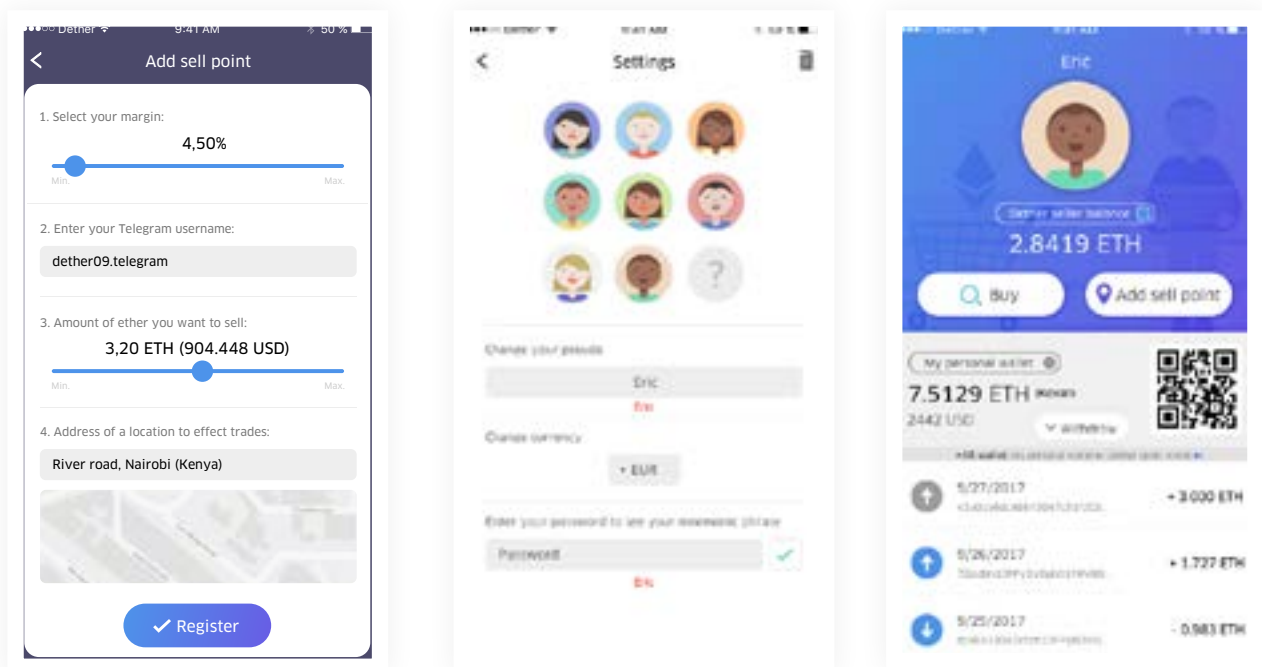 Dether 9:41 AM 50 %
Add sell point
1. Select your margin:
4,50%
Min. Max.
2. Enter your Telegram username:
dether09.telegram
3. Amount of ether you want to sell:
3,20 ETH (904.448 USD)
Min. Max.
4. Address of a location to effect trades:
River road, Nairobi (Kenya)
Register
Settings
?
Change your pseudo
Eric
Change currency
EUR
Enter your password to see your mnemonic phrase
Password
Eric
Dether seller balance
2.8419 ETH
Buy
Add sell point
My personal wallet
7.5129 ETH
2442 USD
Withdraw
9/27/2017
+ 3.000 ETH
9/26/2017
+ 1.727 ETH
9/25/2017
- 0.983 ETH